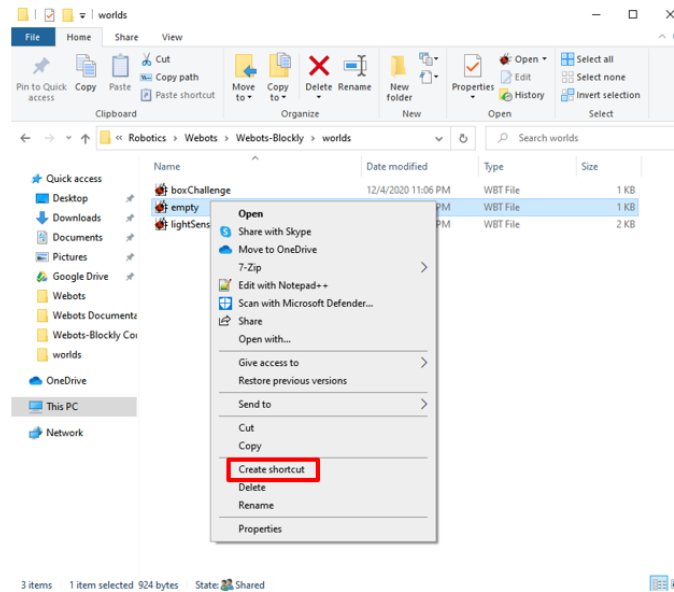 worlds
File Home Share View
Pin to Quick access
Copy
Paste
Cut
Copy path
Paste shortcut
Clipboard
Move to
Copy to
Delete
Rename
Organize
New folder
New
Properties
Open
Edit
History
Open
Select all
Select none
Invert selection
Select
« Robotics > Webots > Webots-Blockly > worlds
Search worlds
Name Date modified Type Size
boxChallenge 12/4/2020 11:06 PM WBT File 1 KB
empty PM WBT File 1 KB
lightSens PM WBT File 2 KB
Quick access
Desktop
Downloads
Documents
Pictures
Google Drive
Webots
Webots Documenta
Webots-Blockly Co
worlds
OneDrive
This PC
Network
Open
Share with Skype
Move to OneDrive
7-Zip
Edit with Notepad++
Scan with Microsoft Defender...
Share
Open with...
Give access to
Restore previous versions
Send to
Cut
Copy
Create shortcut
Delete
Rename
Properties
3 items 1 item selected 924 bytes State: Shared